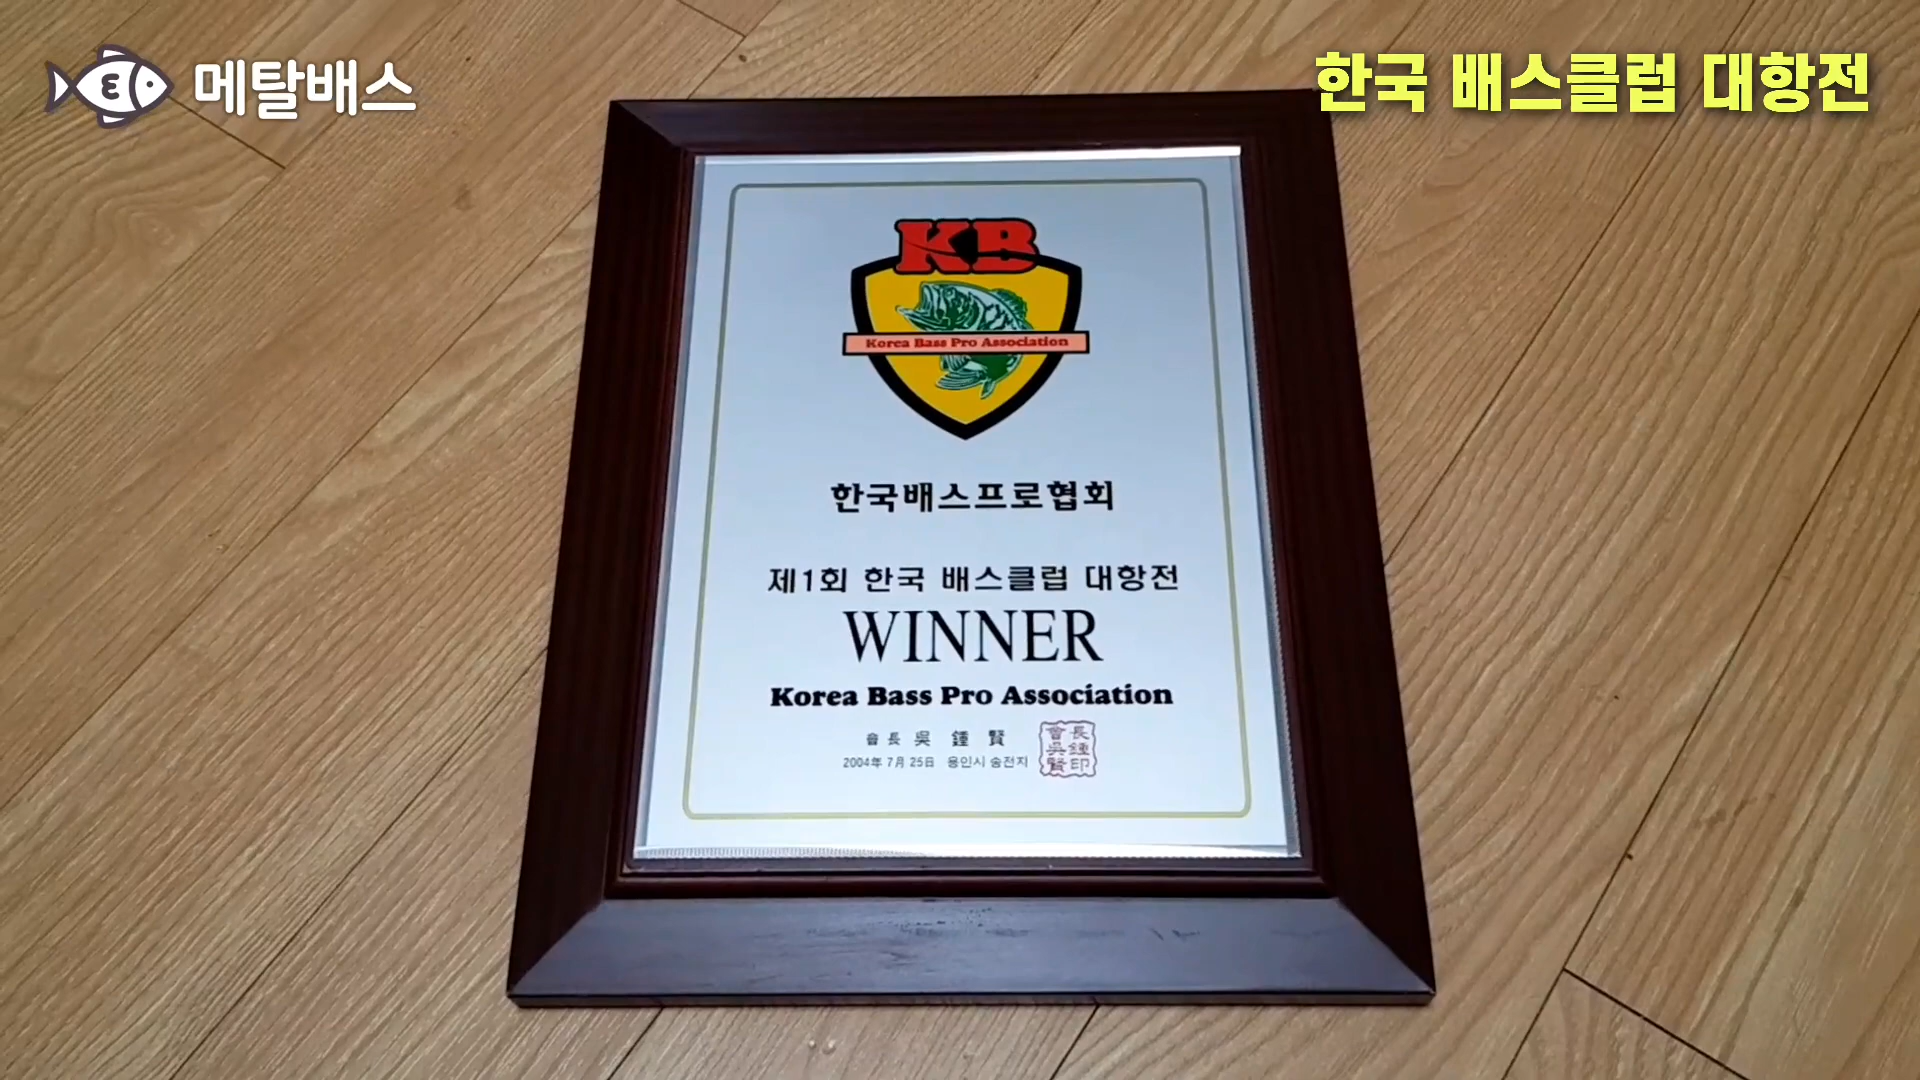 메탈배스
한국 배스클럽 대항전
KB
Korea Bass Pro Association
한국배스프로협회
제1회 한국 배스클럽 대항전
WINNER
Korea Bass Pro Association
會長 吳鍾賢
2004年 7月 25日 용인시 송전지
會長
吳鍾
賢印